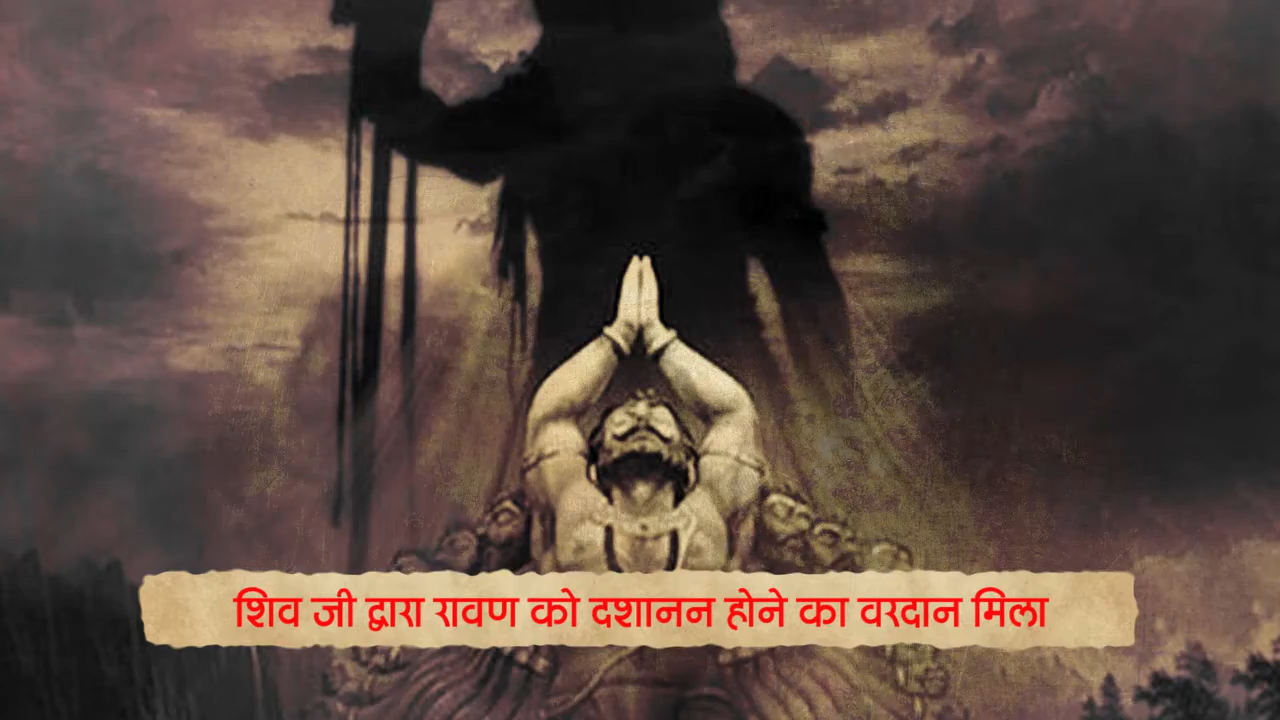 शिव जी द्वारा रावण को दशानन होने का वरदान मिला